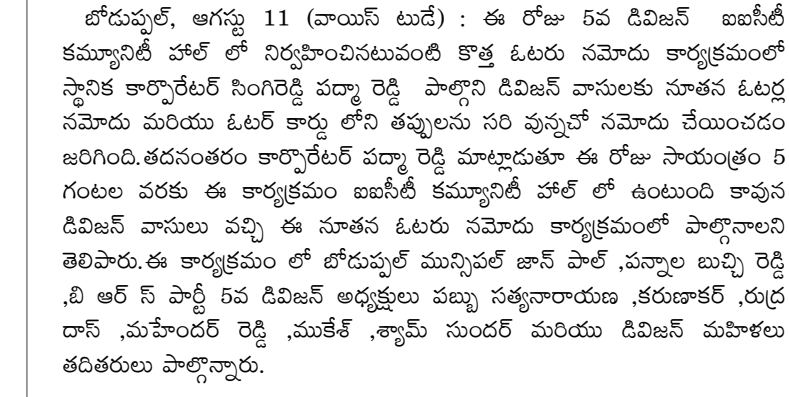 బోడుప్పల్, ఆగస్టు 11 (వాయిస్ టుడే) : ఈ రోజు 5వ డివిజన్ ఐఐసీటీ
కమ్యూనిటీ హాల్ లో నిర్వహించినటువంటి కొత్త ఓటరు నమోదు కార్యక్రమంలో
స్థానిక కార్పొరేటర్ సింగిరెడ్డి పద్మా రెడ్డి పాల్గొని డివిజన్ వాసులకు నూతన ఓటర్ల
నమోదు మరియు ఓటర్ కార్డు లోని తప్పులను సరి వున్నచో నమోదు చేయించడం
జరిగింది.తదనంతరం కార్పొరేటర్ పద్మా రెడ్డి మాట్లాడుతూ ఈ రోజు సాయంత్రం 5
గంటల వరకు ఈ కార్యక్రమం ఐఐసీటీ కమ్యూనిటీ హాల్ లో ఉంటుంది కావున
డివిజన్ వాసులు వచ్చి ఈ నూతన ఓటరు నమోదు కార్యక్రమంలో పాల్గొనాలని
తెలిపారు.ఈ కార్యక్రమం లో బోడుప్పల్ మున్సిపల్ జాన్ పాల్ ,పన్నాల బుచ్చి రెడ్డి
,బి ఆర్ స్ పార్టీ 5వ డివిజన్ అధ్యక్షులు పబ్బు సత్యనారాయణ ,కరుణాకర్ ,రుద్ర
దాస్ ,మహేందర్ రెడ్డి ,ముకేశ్ ,శ్యామ్ సుందర్ మరియు డివిజన్ మహిళలు
తదితరులు పాల్గొన్నారు.